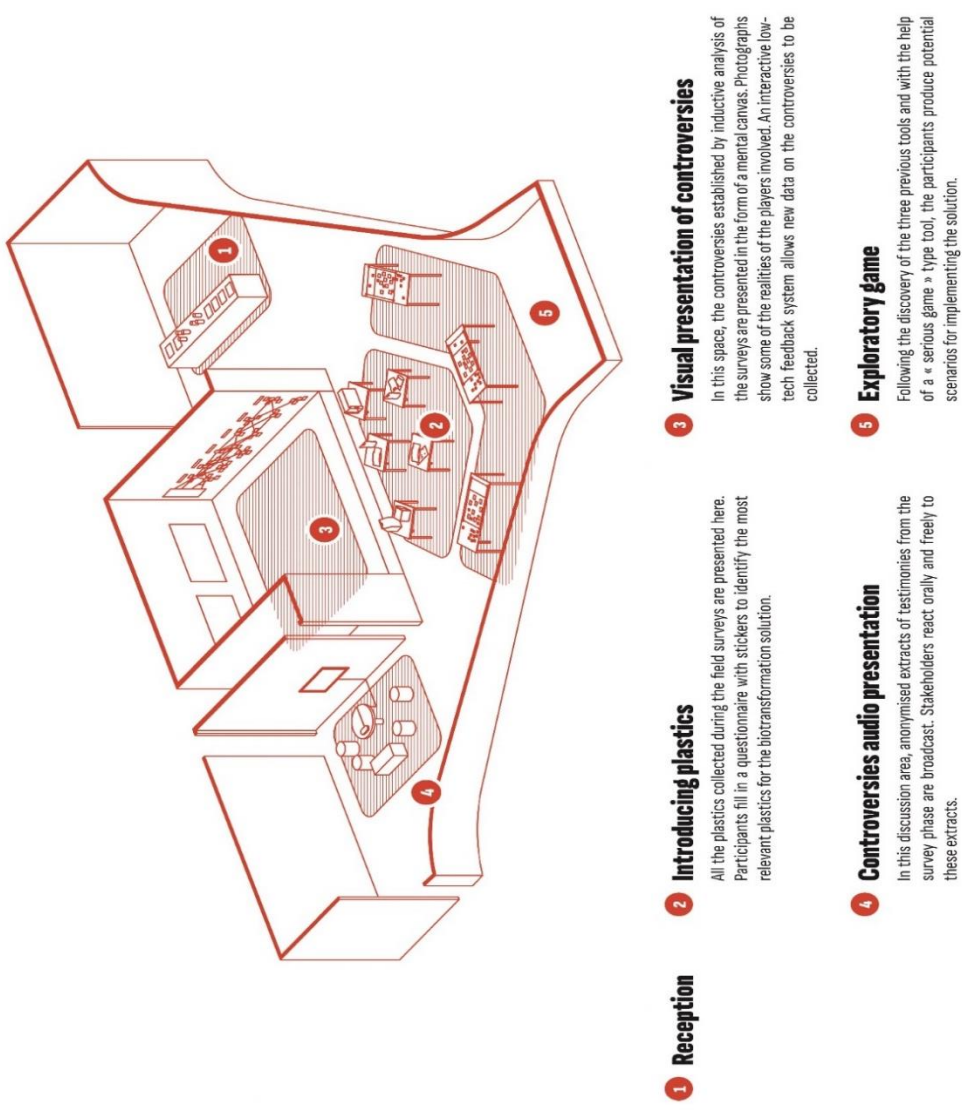 1
2
3
4
5
1 Reception
2 Introducing plastics
All the plastics collected during the field surveys are presented here.
Participants fill in a questionnaire with stickers to identify the most
relevant plastics for the biotransformation solution.
3 Visual presentation of controversies
In this space, the controversies established by inductive analysis of
the surveys are presented in the form of a mental canvas. Photographs
show some of the realities of the players involved. An interactive low-
tech feedback system allows new data on the controversies to be
collected.
4 Controversies audio presentation
In this discussion area, anonymised extracts of testimonies from the
survey phase are broadcast. Stakeholders react orally and freely to
these extracts.
5 Exploratory game
Following the discovery of the three previous tools and with the help
of a « serious game » type tool, the participants produce potential
scenarios for implementing the solution.